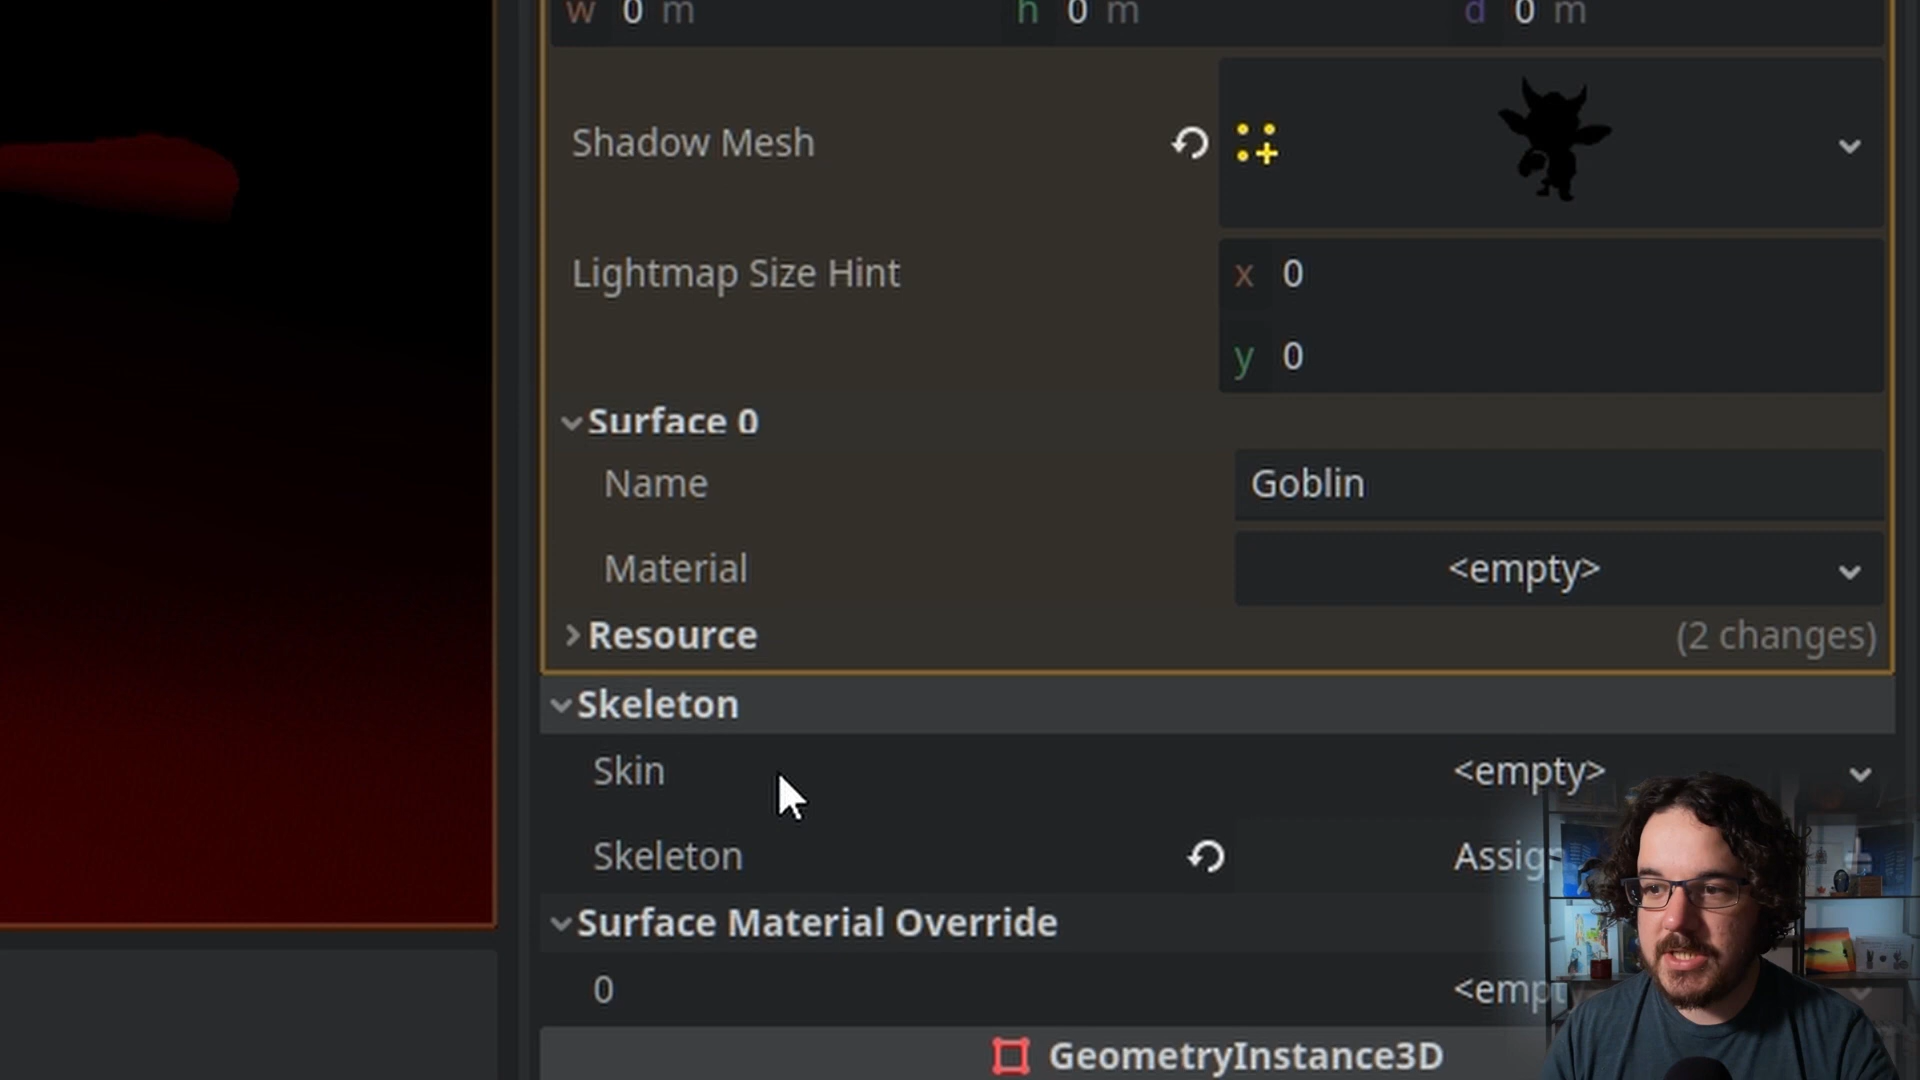 w 0 m h 0 m d 0 m
Shadow Mesh
Lightmap Size Hint x 0
y 0
Surface 0
Name Goblin
Material <empty>
Resource (2 changes)
Skeleton
Skin <empty>
Skeleton
Surface Material Override
0
GeometryInstance3D